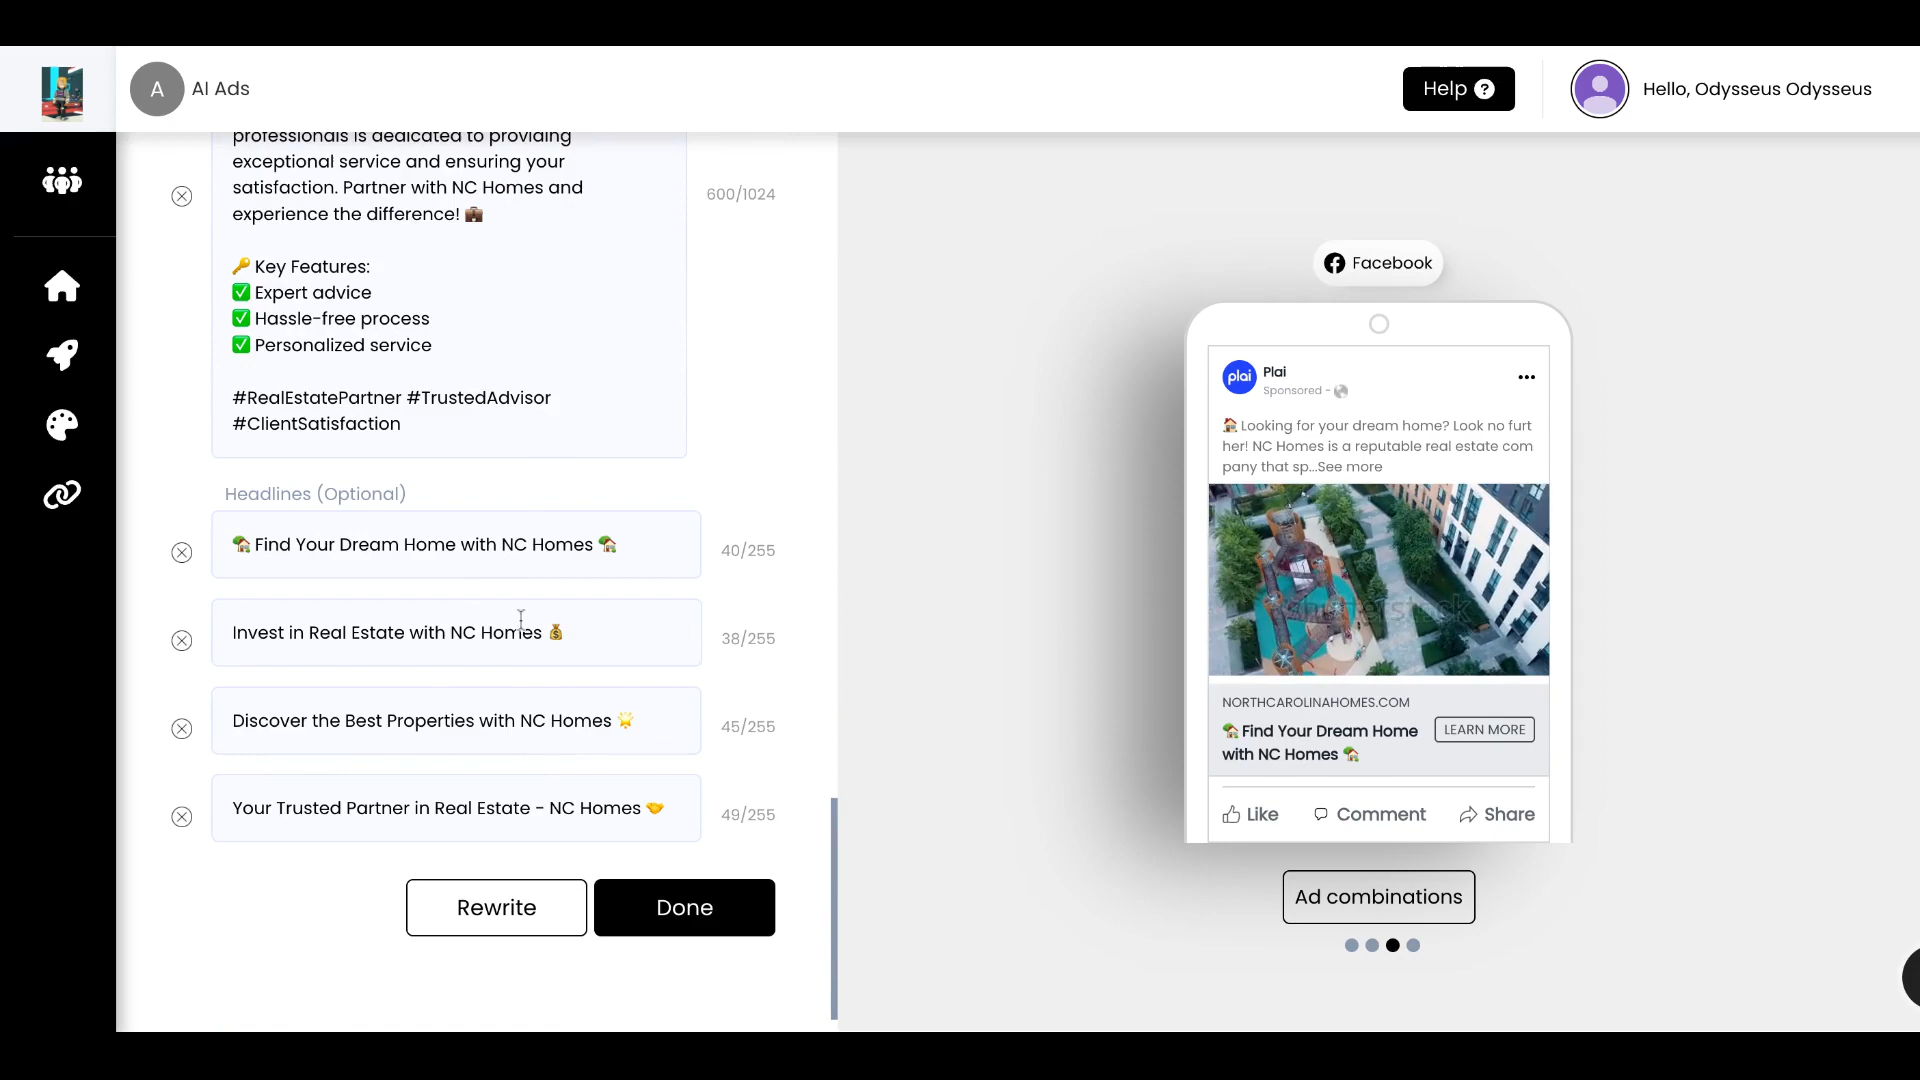 A AI Ads
Help ?
Hello, Odysseus Odysseus
professionals is dedicated to providing
exceptional service and ensuring your
satisfaction. Partner with NC Homes and
experience the difference! 💼
600/1024
🔑 Key Features:
✅ Expert advice
✅ Hassle-free process
✅ Personalized service
#RealEstatePartner #TrustedAdvisor
#ClientSatisfaction
Headlines (Optional)
🏡 Find Your Dream Home with NC Homes 🏡
40/255
Invest in Real Estate with NC Homes 💰
38/255
Discover the Best Properties with NC Homes 🌟
45/255
Your Trusted Partner in Real Estate - NC Homes 🤝
49/255
Rewrite
Done
Facebook
plai
Plai
Sponsored -
🏠 Looking for your dream home? Look no furt
her! NC Homes is a reputable real estate com
pany that sp...See more
shutterstock
NORTHCAROLINAHOMES.COM
🏡 Find Your Dream Home
with NC Homes 🏡
LEARN MORE
Like
Comment
Share
Ad combinations